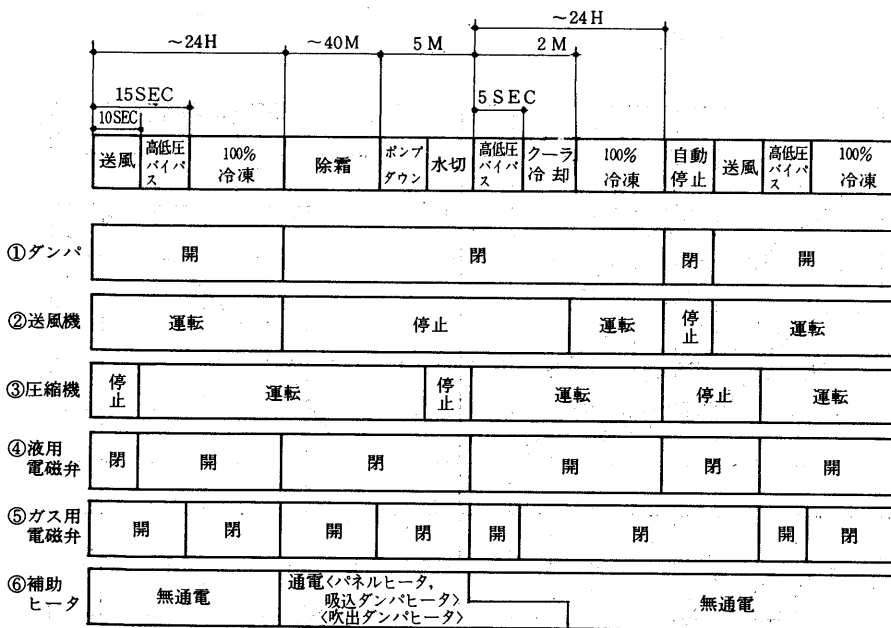 ~24H
~24H ~40M 5M 2M
15SEC 5SEC
10SEC
送風 高低圧バイパス 100%冷凍 除霜 ポンプダウン 水切 高低圧バイパス クーラ冷却 100%冷凍 自動停止 送風 高低圧バイパス 100%冷凍
①ダンパ 開 閉 閉 開
②送風機 運転 停止 運転 停止 運転
③圧縮機 停止 運転 停止 運転 停止 運転
④液用電磁弁 閉 開 閉 開 閉 開
⑤ガス用電磁弁 開 閉 開 閉 開 閉 開 閉
⑥補助ヒータ 無通電 通電〈パネルヒータ,
吸込ダンパヒータ〉
〈吹出ダンパヒータ〉
無通電